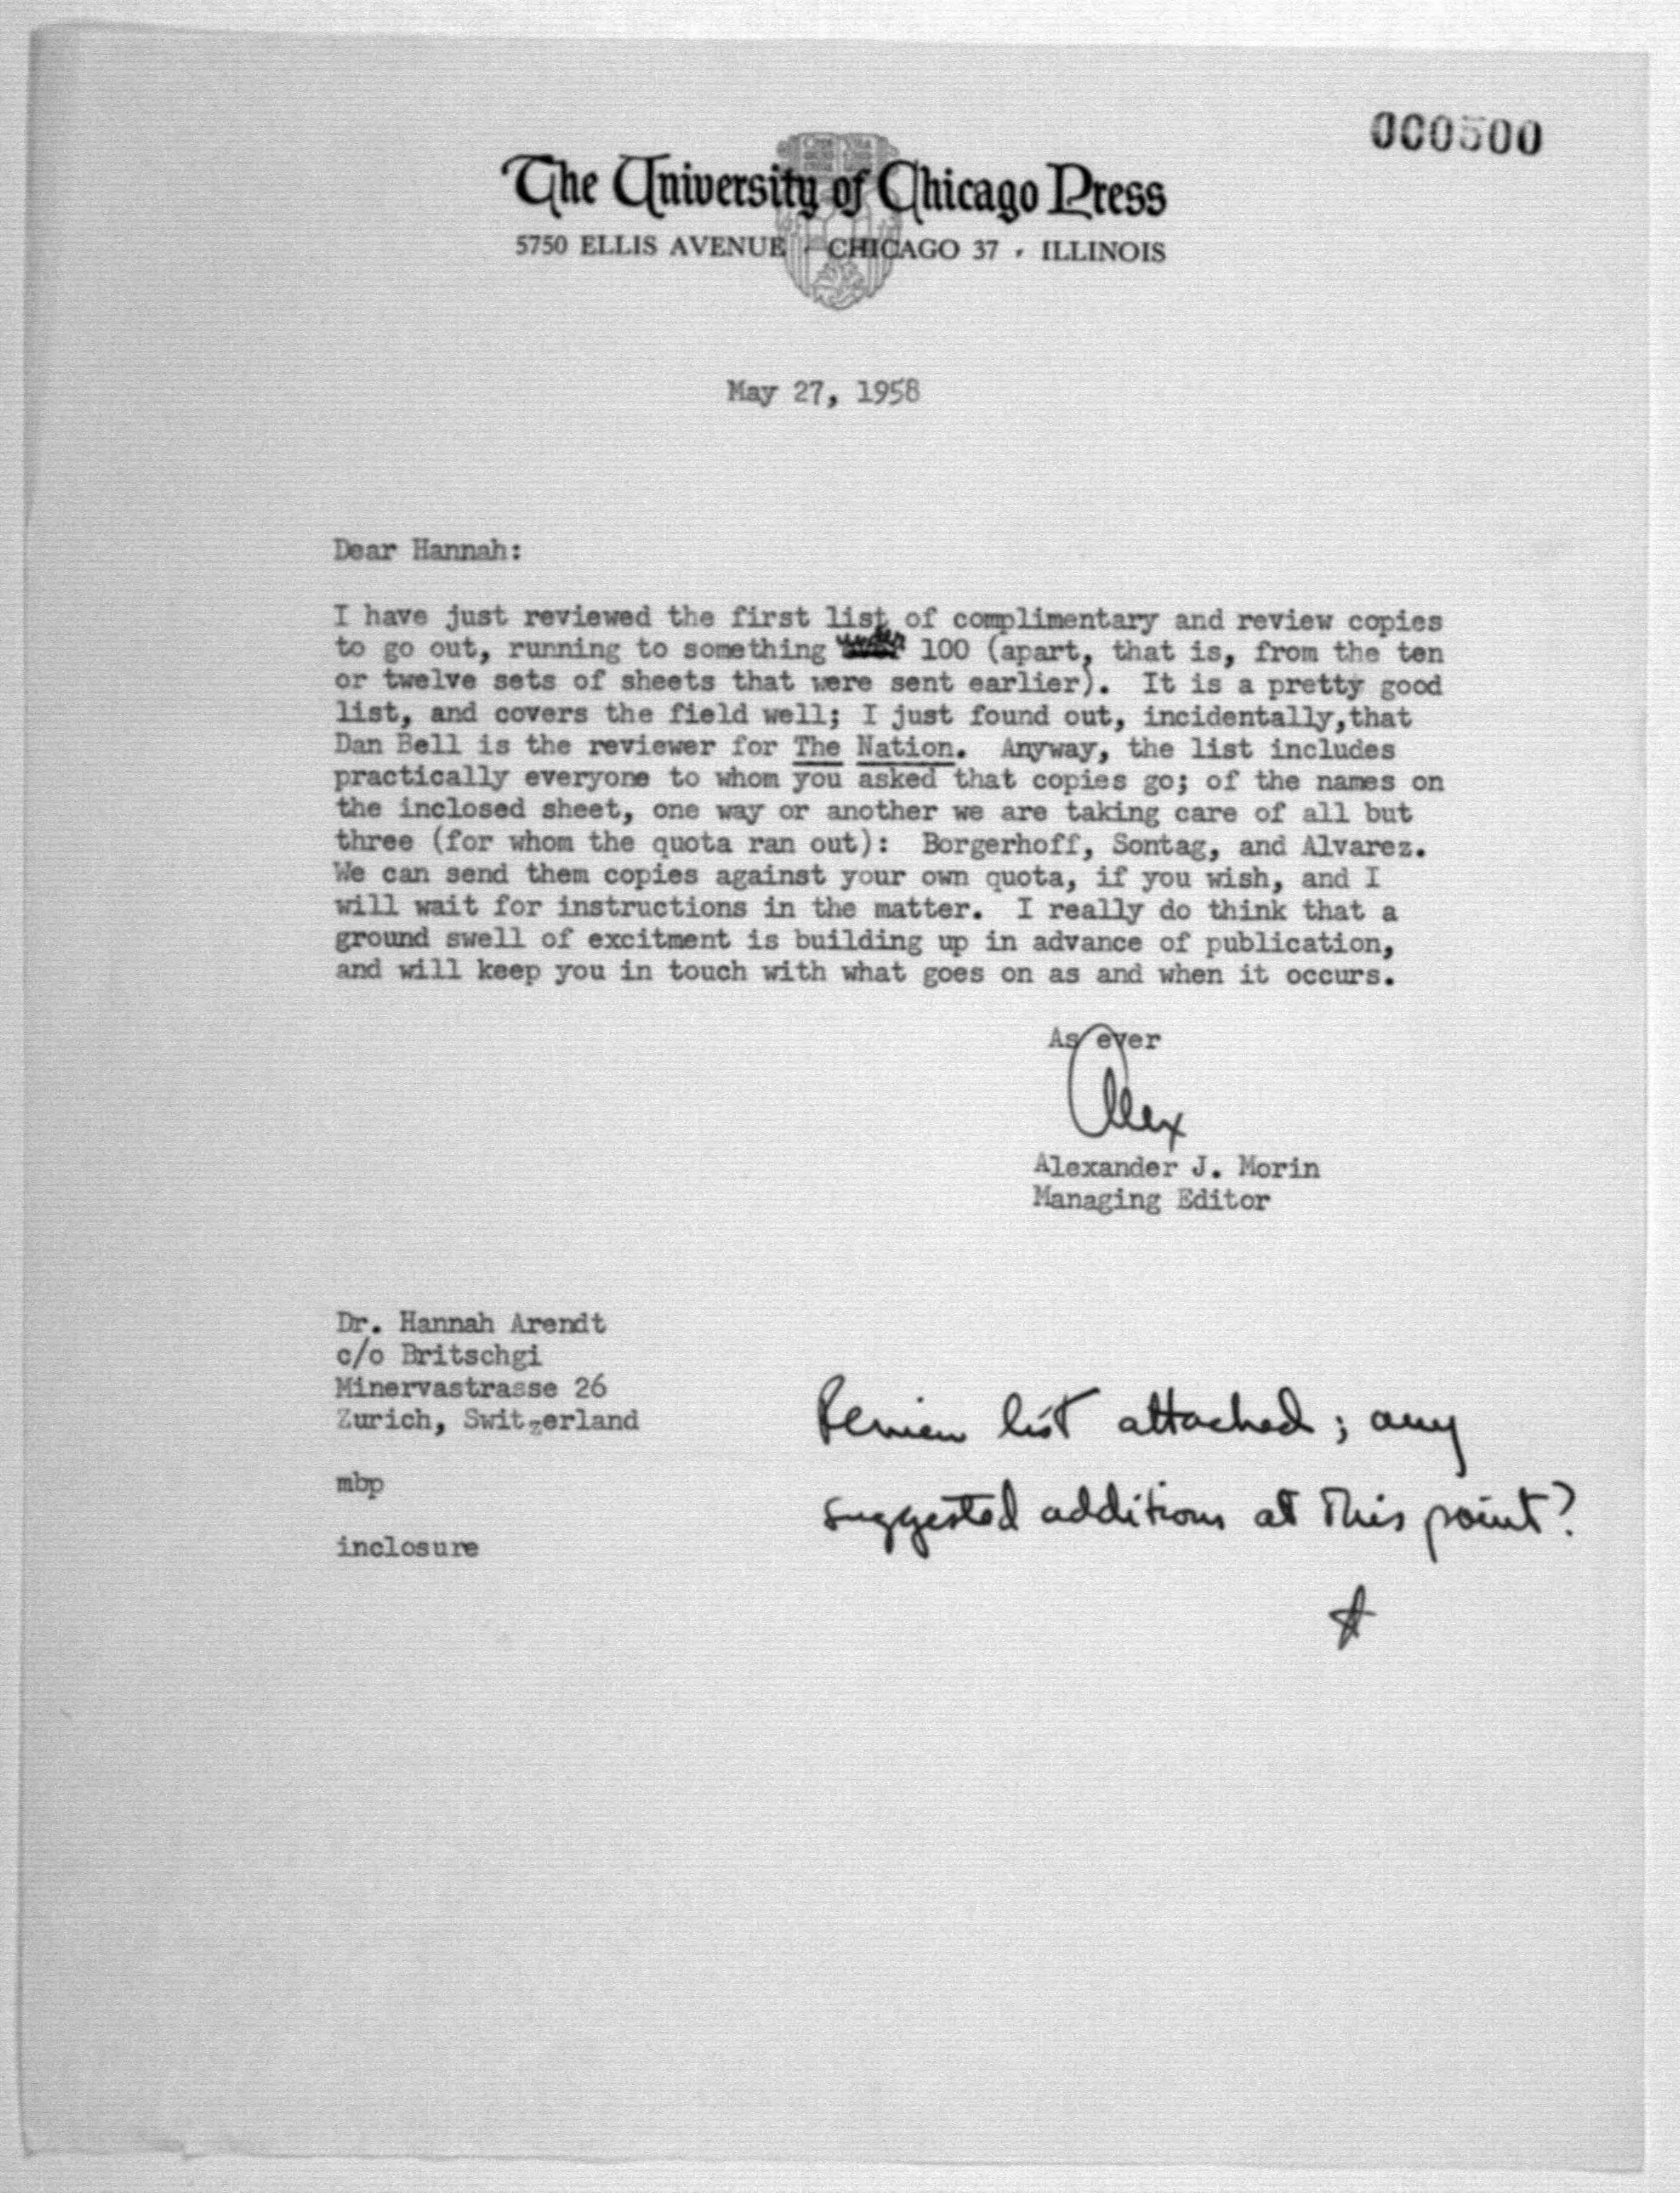 000500
The University of Chicago Press
5750 ELLIS AVENUE · CHICAGO 37 · ILLINOIS
May 27, 1958
Dear Hannah:
I have just reviewed the first list of complimentary and review copies
to go out, running to something under 100 (apart, that is, from the ten
or twelve sets of sheets that were sent earlier). It is a pretty good
list, and covers the field well; I just found out, incidentally,that
Dan Bell is the reviewer for The Nation. Anyway, the list includes
practically everyone to whom you asked that copies go; of the names on
the inclosed sheet, one way or another we are taking care of all but
three (for whom the quota ran out): Borgerhoff, Sontag, and Alvarez.
We can send them copies against your own quota, if you wish, and I
will wait for instructions in the matter. I really do think that a
ground swell of excitment is building up in advance of publication,
and will keep you in touch with what goes on as and when it occurs.
As ever
Alex
Alexander J. Morin
Managing Editor
Dr. Hannah Arendt
c/o Britschgi
Minervastrasse 26
Zurich, Switzerland
mbp
inclosure
Review list attached; any
suggested additions at this point?
A